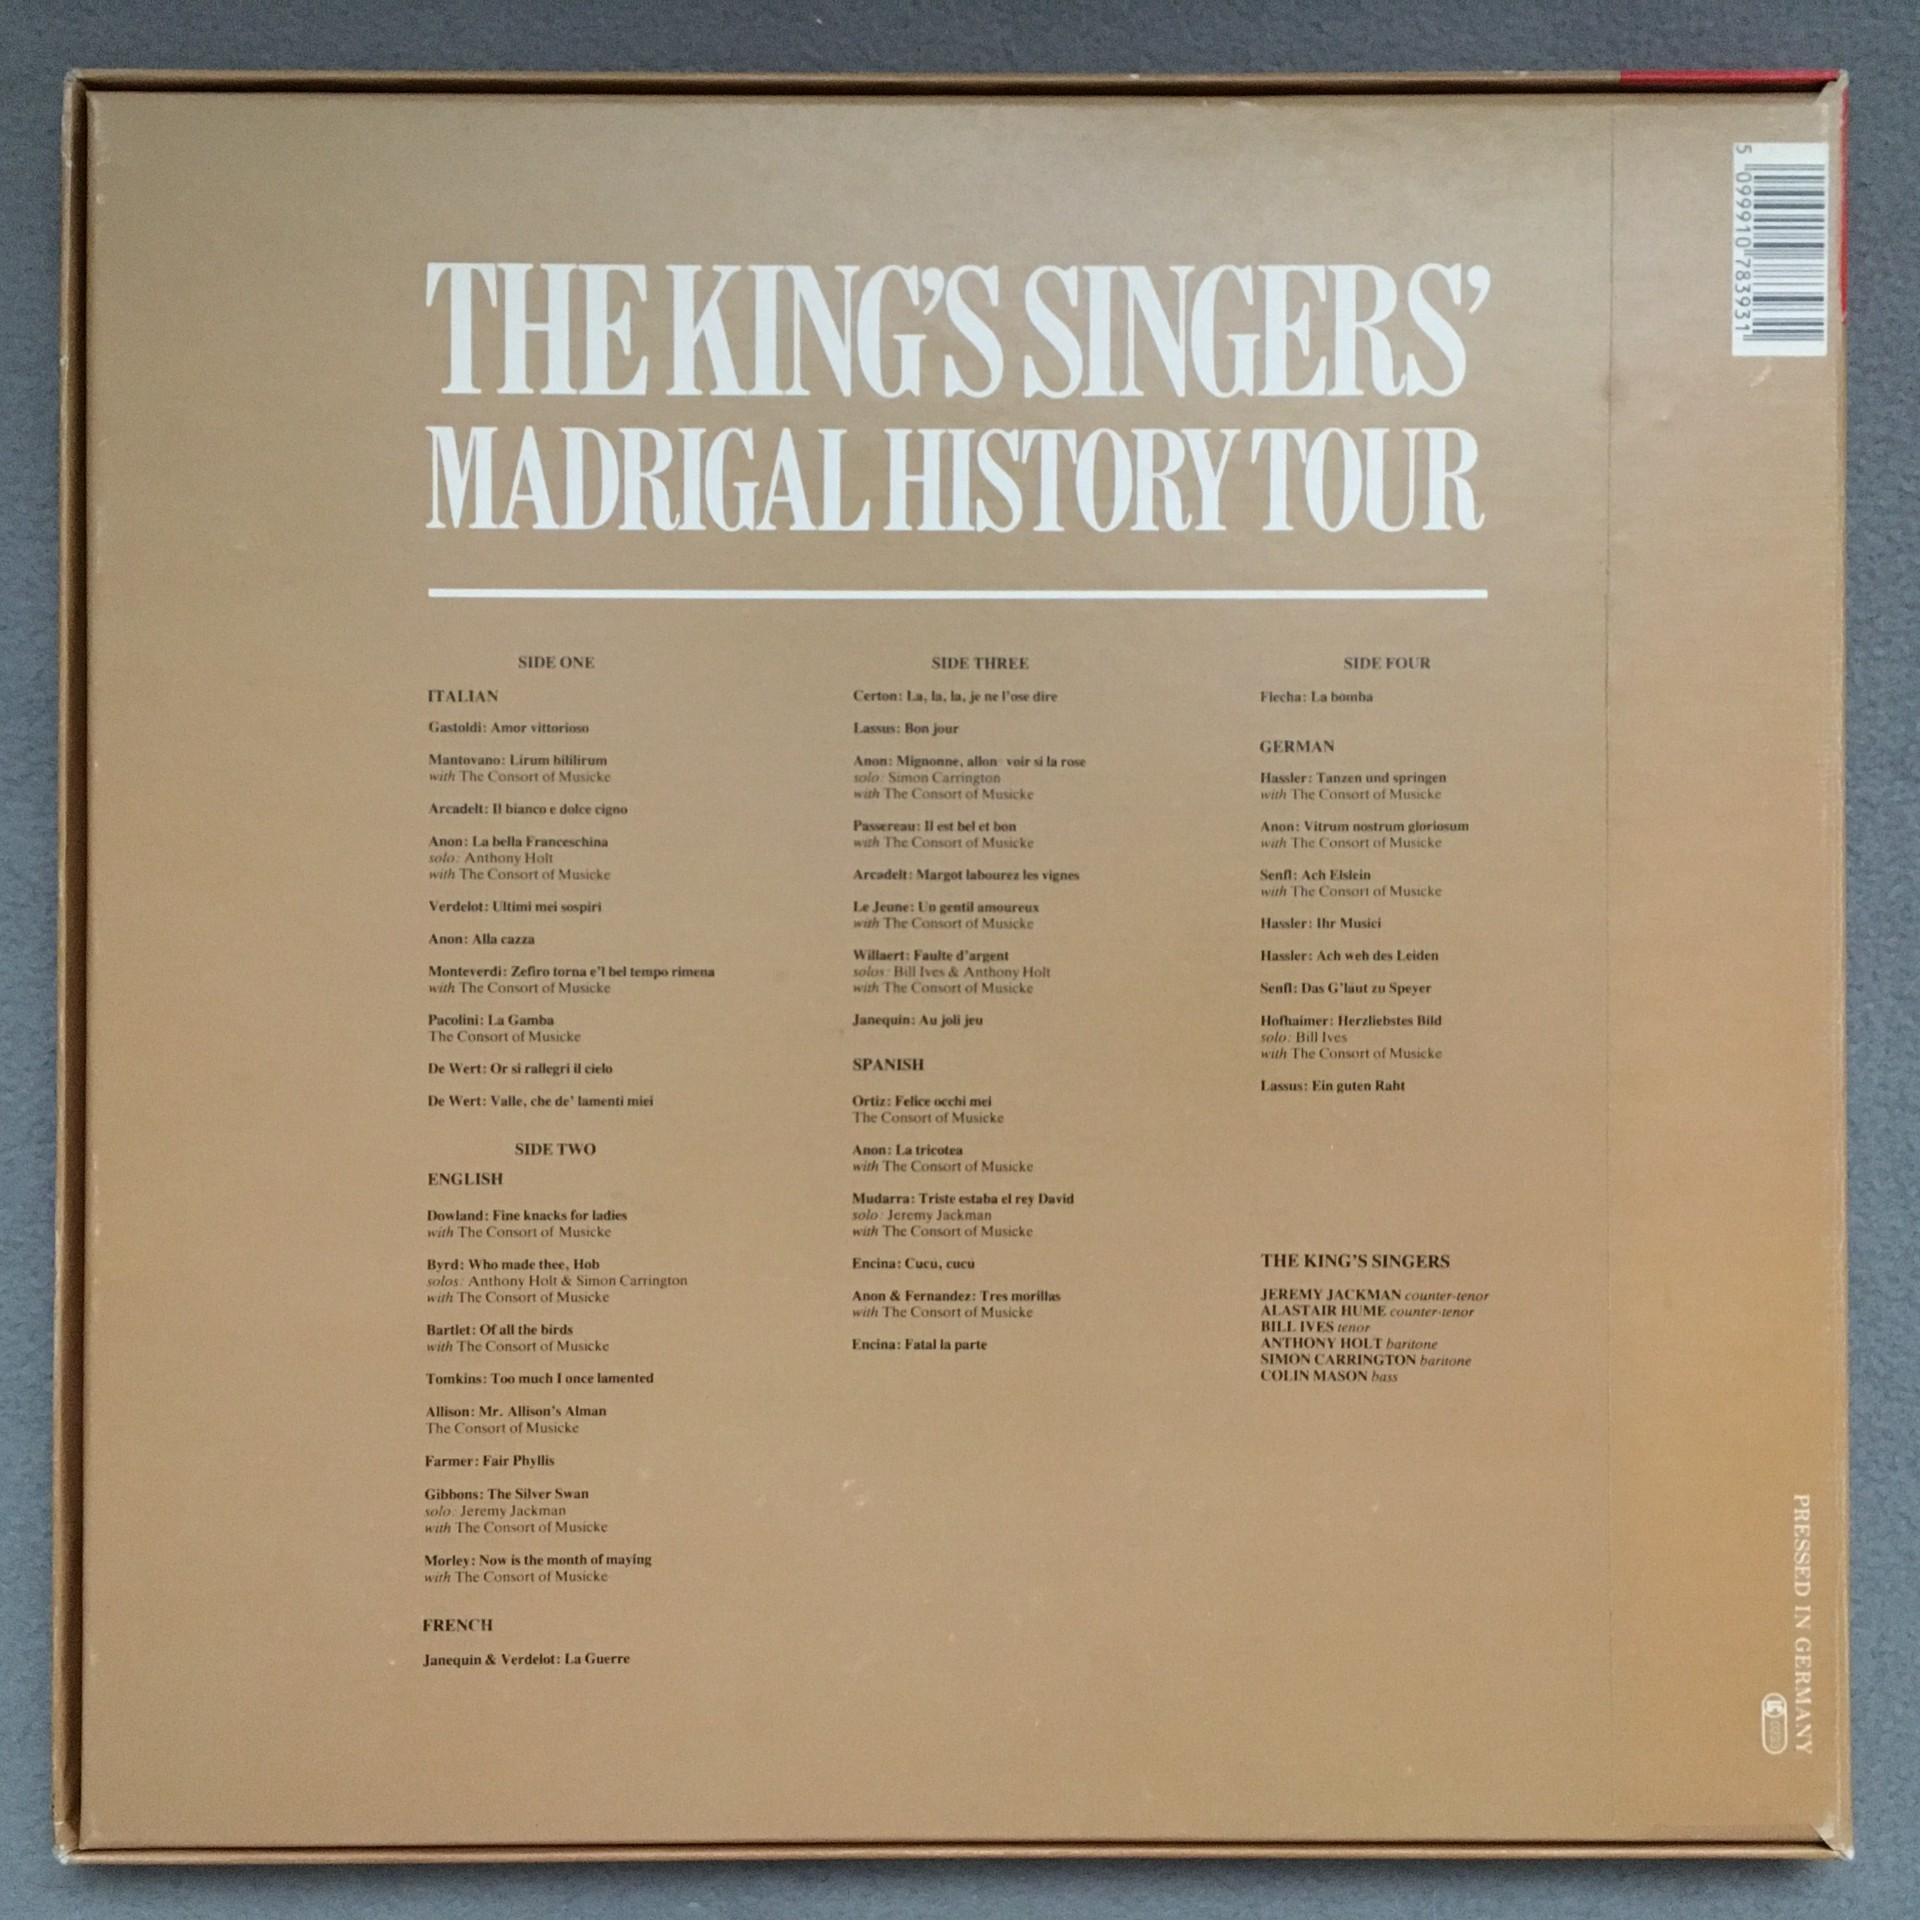 THE KING'S SINGERS'
MADRIGAL HISTORY TOUR
SIDE ONE
ITALIAN
Gastoldi: Amor vittorioso
Mantovano: Lirum bililirum
with The Consort of Musicke
Arcadelt: Il bianco e dolce cigno
Anon: La bella Franceschina
solo: Anthony Holt
with The Consort of Musicke
Verdelot: Ultimi mei sospiri
Anon: Alla cazza
Monteverdi: Zefiro torna e'l bel tempo rimena
with The Consort of Musicke
Pacolini: La Gamba
The Consort of Musicke
De Wert: Or si rallegri il cielo
De Wert: Valle, che de' lamenti miei
SIDE TWO
ENGLISH
Dowland: Fine knacks for ladies
with The Consort of Musicke
Byrd: Who made thee, Hob
solos: Anthony Holt & Simon Carrington
with The Consort of Musicke
Bartlet: Of all the birds
with The Consort of Musicke
Tomkins: Too much I once lamented
Allison: Mr. Allison's Alman
The Consort of Musicke
Farmer: Fair Phyllis
Gibbons: The Silver Swan
solo: Jeremy Jackman
with The Consort of Musicke
Morley: Now is the month of maying
with The Consort of Musicke
FRENCH
Janequin & Verdelot: La Guerre
SIDE THREE
Certon: La, la, la, je ne l'ose dire
Lassus: Bon jour
Anon: Mignonne, allon voir si la rose
solo: Simon Carrington
with The Consort of Musicke
Passereau: Il est bel et bon
with The Consort of Musicke
Arcadelt: Margot labourez les vignes
Le Jeune: Un gentil amoureux
with The Consort of Musicke
Willaert: Faulte d'argent
solos: Bill Ives & Anthony Holt
with The Consort of Musicke
Janequin: Au joli jeu
SPANISH
Ortiz: Felice occhi mei
The Consort of Musicke
Anon: La tricotea
with The Consort of Musicke
Mudarra: Triste estaba el rey David
solo: Jeremy Jackman
with The Consort of Musicke
Encina: Cucú, cucú
Anon & Fernandez: Tres morillas
with The Consort of Musicke
Encina: Fatal la parte
SIDE FOUR
Flecha: La bomba
GERMAN
Hassler: Tanzen und springen
with The Consort of Musicke
Anon: Vitrum nostrum gloriosum
with The Consort of Musicke
Senfl: Ach Elslein
with The Consort of Musicke
Hassler: Ihr Musici
Hassler: Ach weh des Leiden
Senfl: Das G'läut zu Speyer
Hofhaimer: Herzliebstes Bild
solo: Bill Ives
with The Consort of Musicke
Lassus: Ein guten Raht
THE KING'S SINGERS
JEREMY JACKMAN counter-tenor
ALASTAIR HUME counter-tenor
BILL IVES tenor
ANTHONY HOLT baritone
SIMON CARRINGTON baritone
COLIN MASON bass
5 099910 783931
PRESSED IN GERMANY